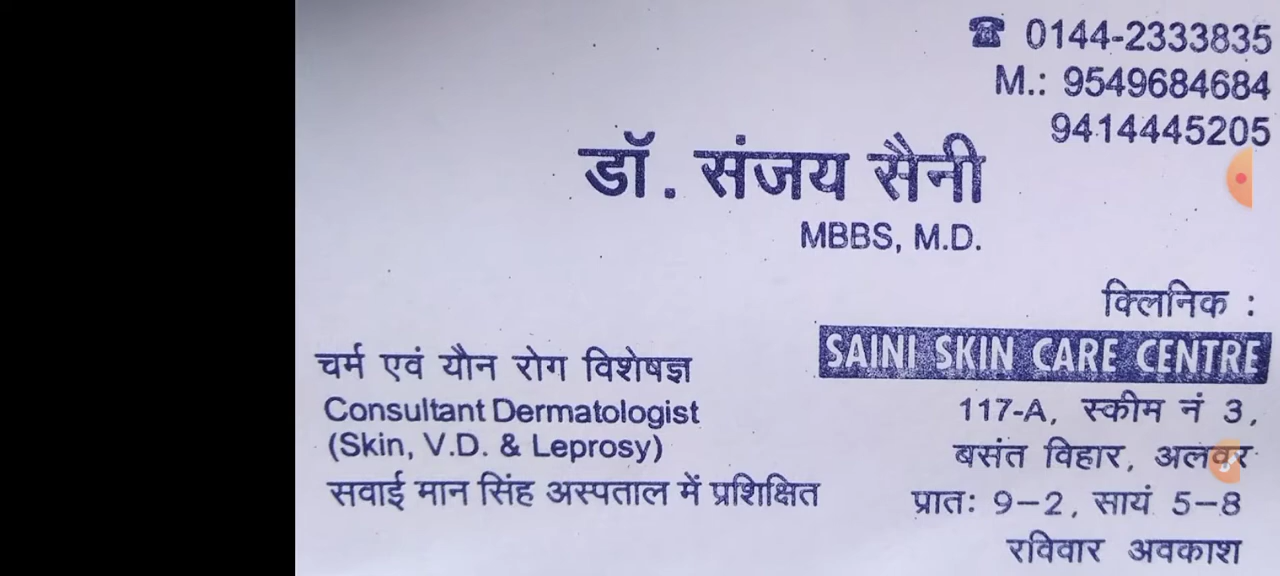 ☎ 0144-2333835
M.: 9549684684
9414445205
डॉ. संजय सैनी
MBBS, M.D.
क्लिनिक :
SAINI SKIN CARE CENTRE
117-A, स्कीम नं 3,
बसंत विहार, अलवर
प्रातः 9-2, सायं 5-8
रविवार अवकाश
चर्म एवं यौन रोग विशेषज्ञ
Consultant Dermatologist
(Skin, V.D. & Leprosy)
सवाई मान सिंह अस्पताल में प्रशिक्षित